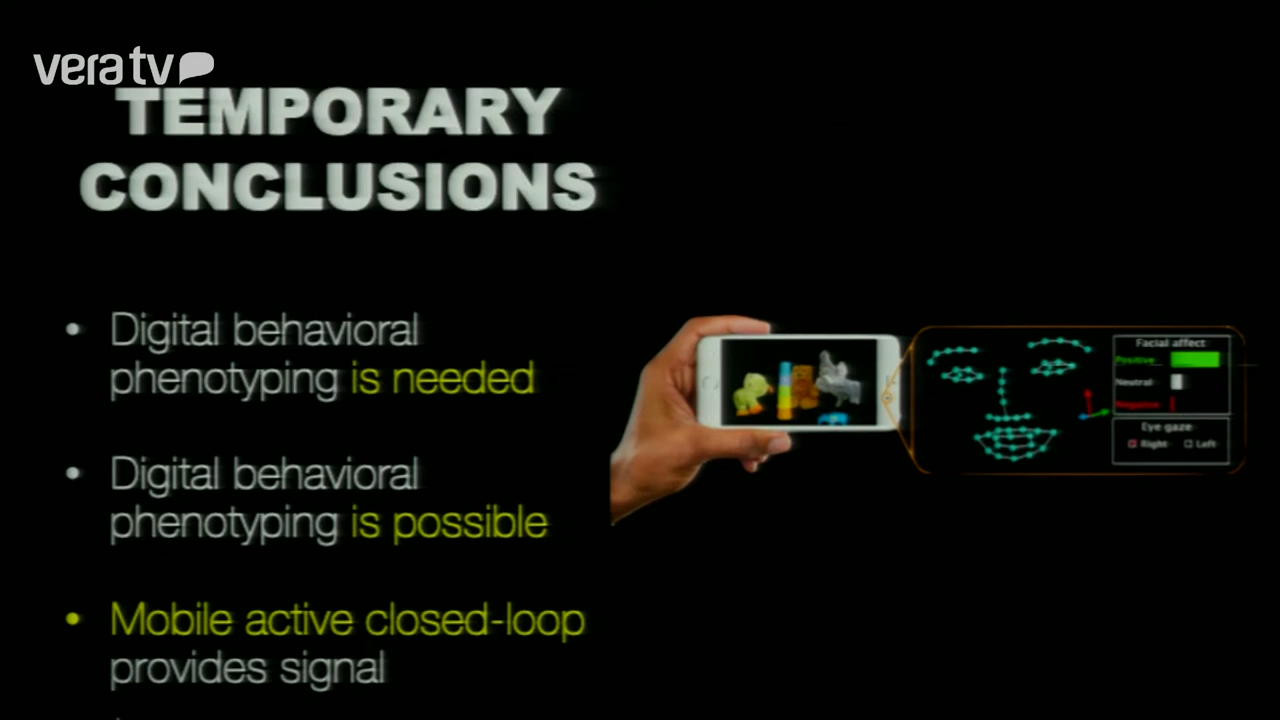 vera tv
TEMPORARY
CONCLUSIONS
• Digital behavioral
phenotyping is needed
• Digital behavioral
phenotyping is possible
• Mobile active closed-loop
provides signal
Facial affect
Positive
Neutral
Negative
Eye gaze
Right Left